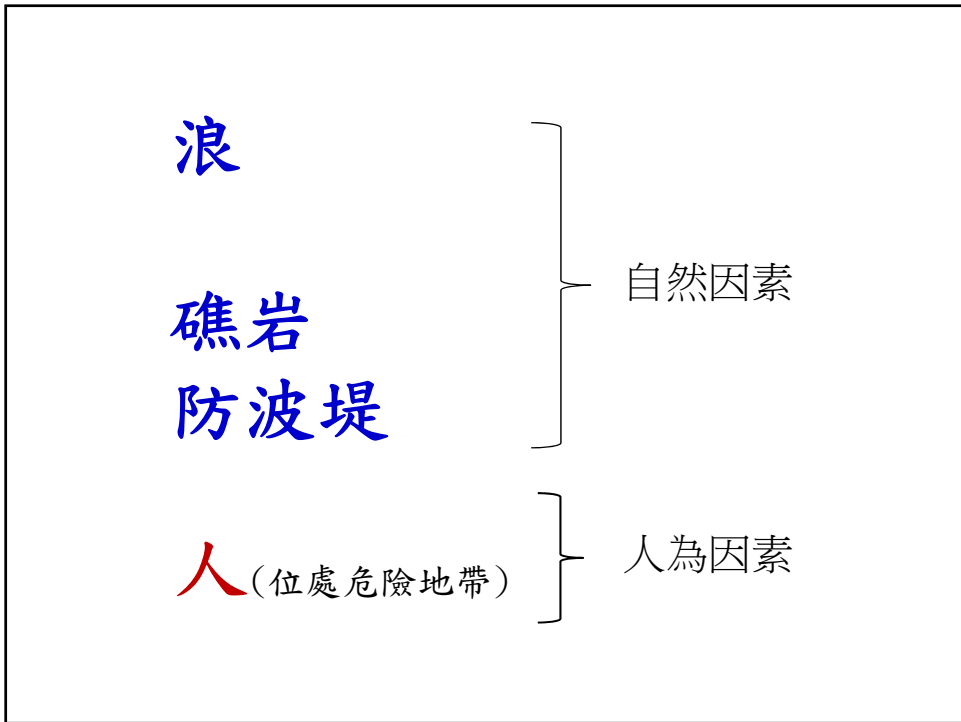 浪
自然因素
礁岩
防波堤
人(位處危險地帶)
人為因素